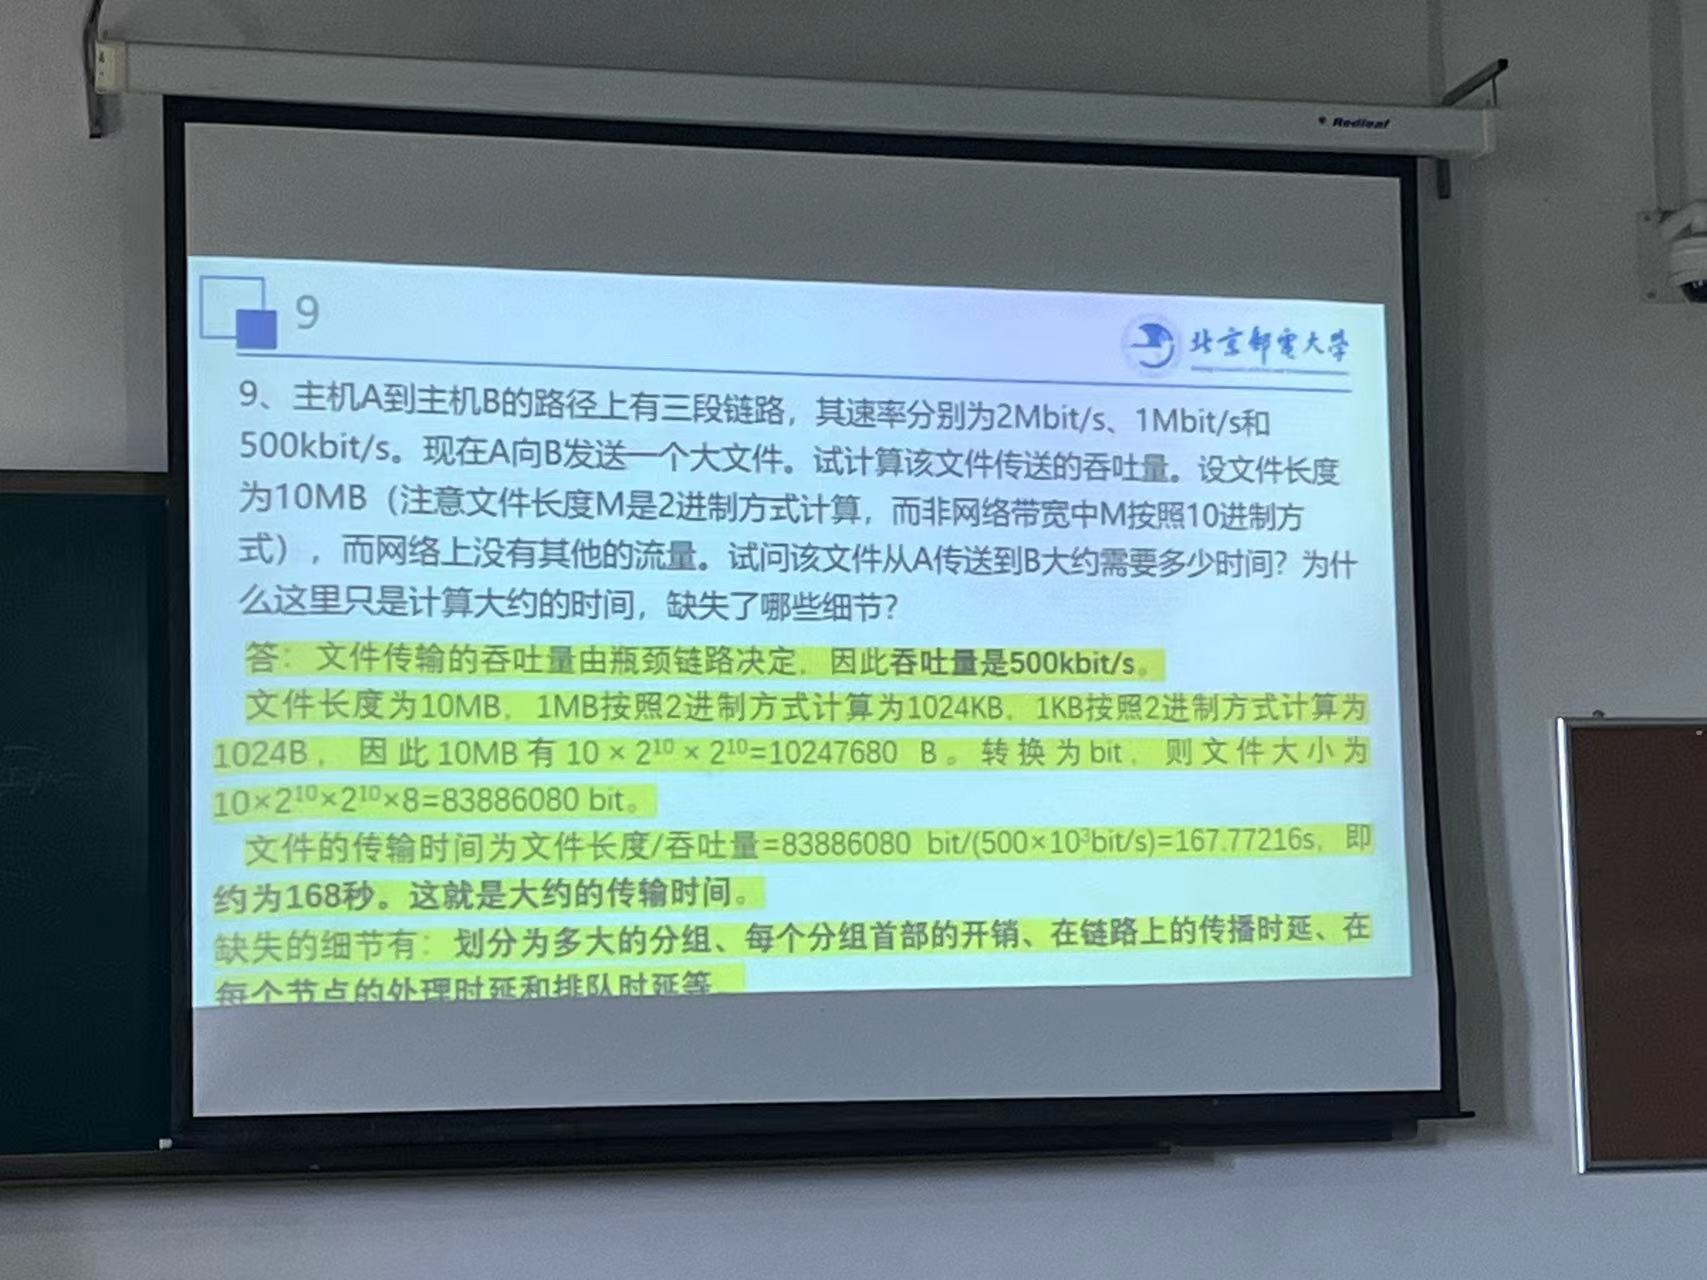 Redleaf
9
北京邮电大学
9、主机A到主机B的路径上有三段链路，其速率分别为2Mbit/s、1Mbit/s和
500kbit/s。现在A向B发送一个大文件。试计算该文件传送的吞吐量。设文件长度
为10MB（注意文件长度M是2进制方式计算，而非网络带宽中M按照10进制方
式），而网络上没有其他的流量。试问该文件从A传送到B大约需要多少时间？为什
么这里只是计算大约的时间，缺失了哪些细节？
答：文件传输的吞吐量由瓶颈链路决定，因此吞吐量是500kbit/s。
文件长度为10MB，1MB按照2进制方式计算为1024KB，1KB按照2进制方式计算为
1024B，因此10MB有10×2¹⁰×2¹⁰=10247680 B。转换为bit，则文件大小为
10×2¹⁰×2¹⁰×8=83886080 bit。
文件的传输时间为文件长度/吞吐量=83886080 bit/(500×10³bit/s)=167.77216s，即
约为168秒。这就是大约的传输时间。
缺失的细节有：划分为多大的分组、每个分组首部的开销、在链路上的传播时延、在
每个节点的处理时延和排队时延等